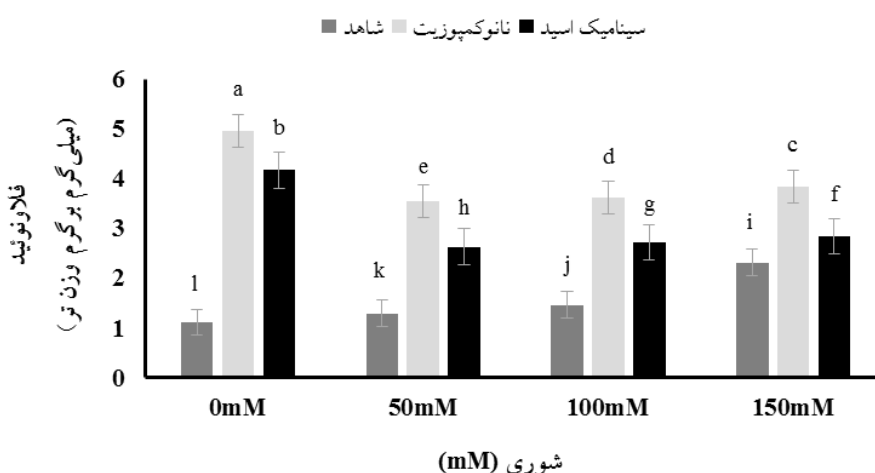 شاهد نانوکمپوزیت سینامیک اسید
فلاونوئید
(میلی‌گرم برگرم وزن تر)
6
5
4
3
2
1
0
l a b
k e h
j d g
i c f
0mM 50mM 100mM 150mM
شوری (mM)